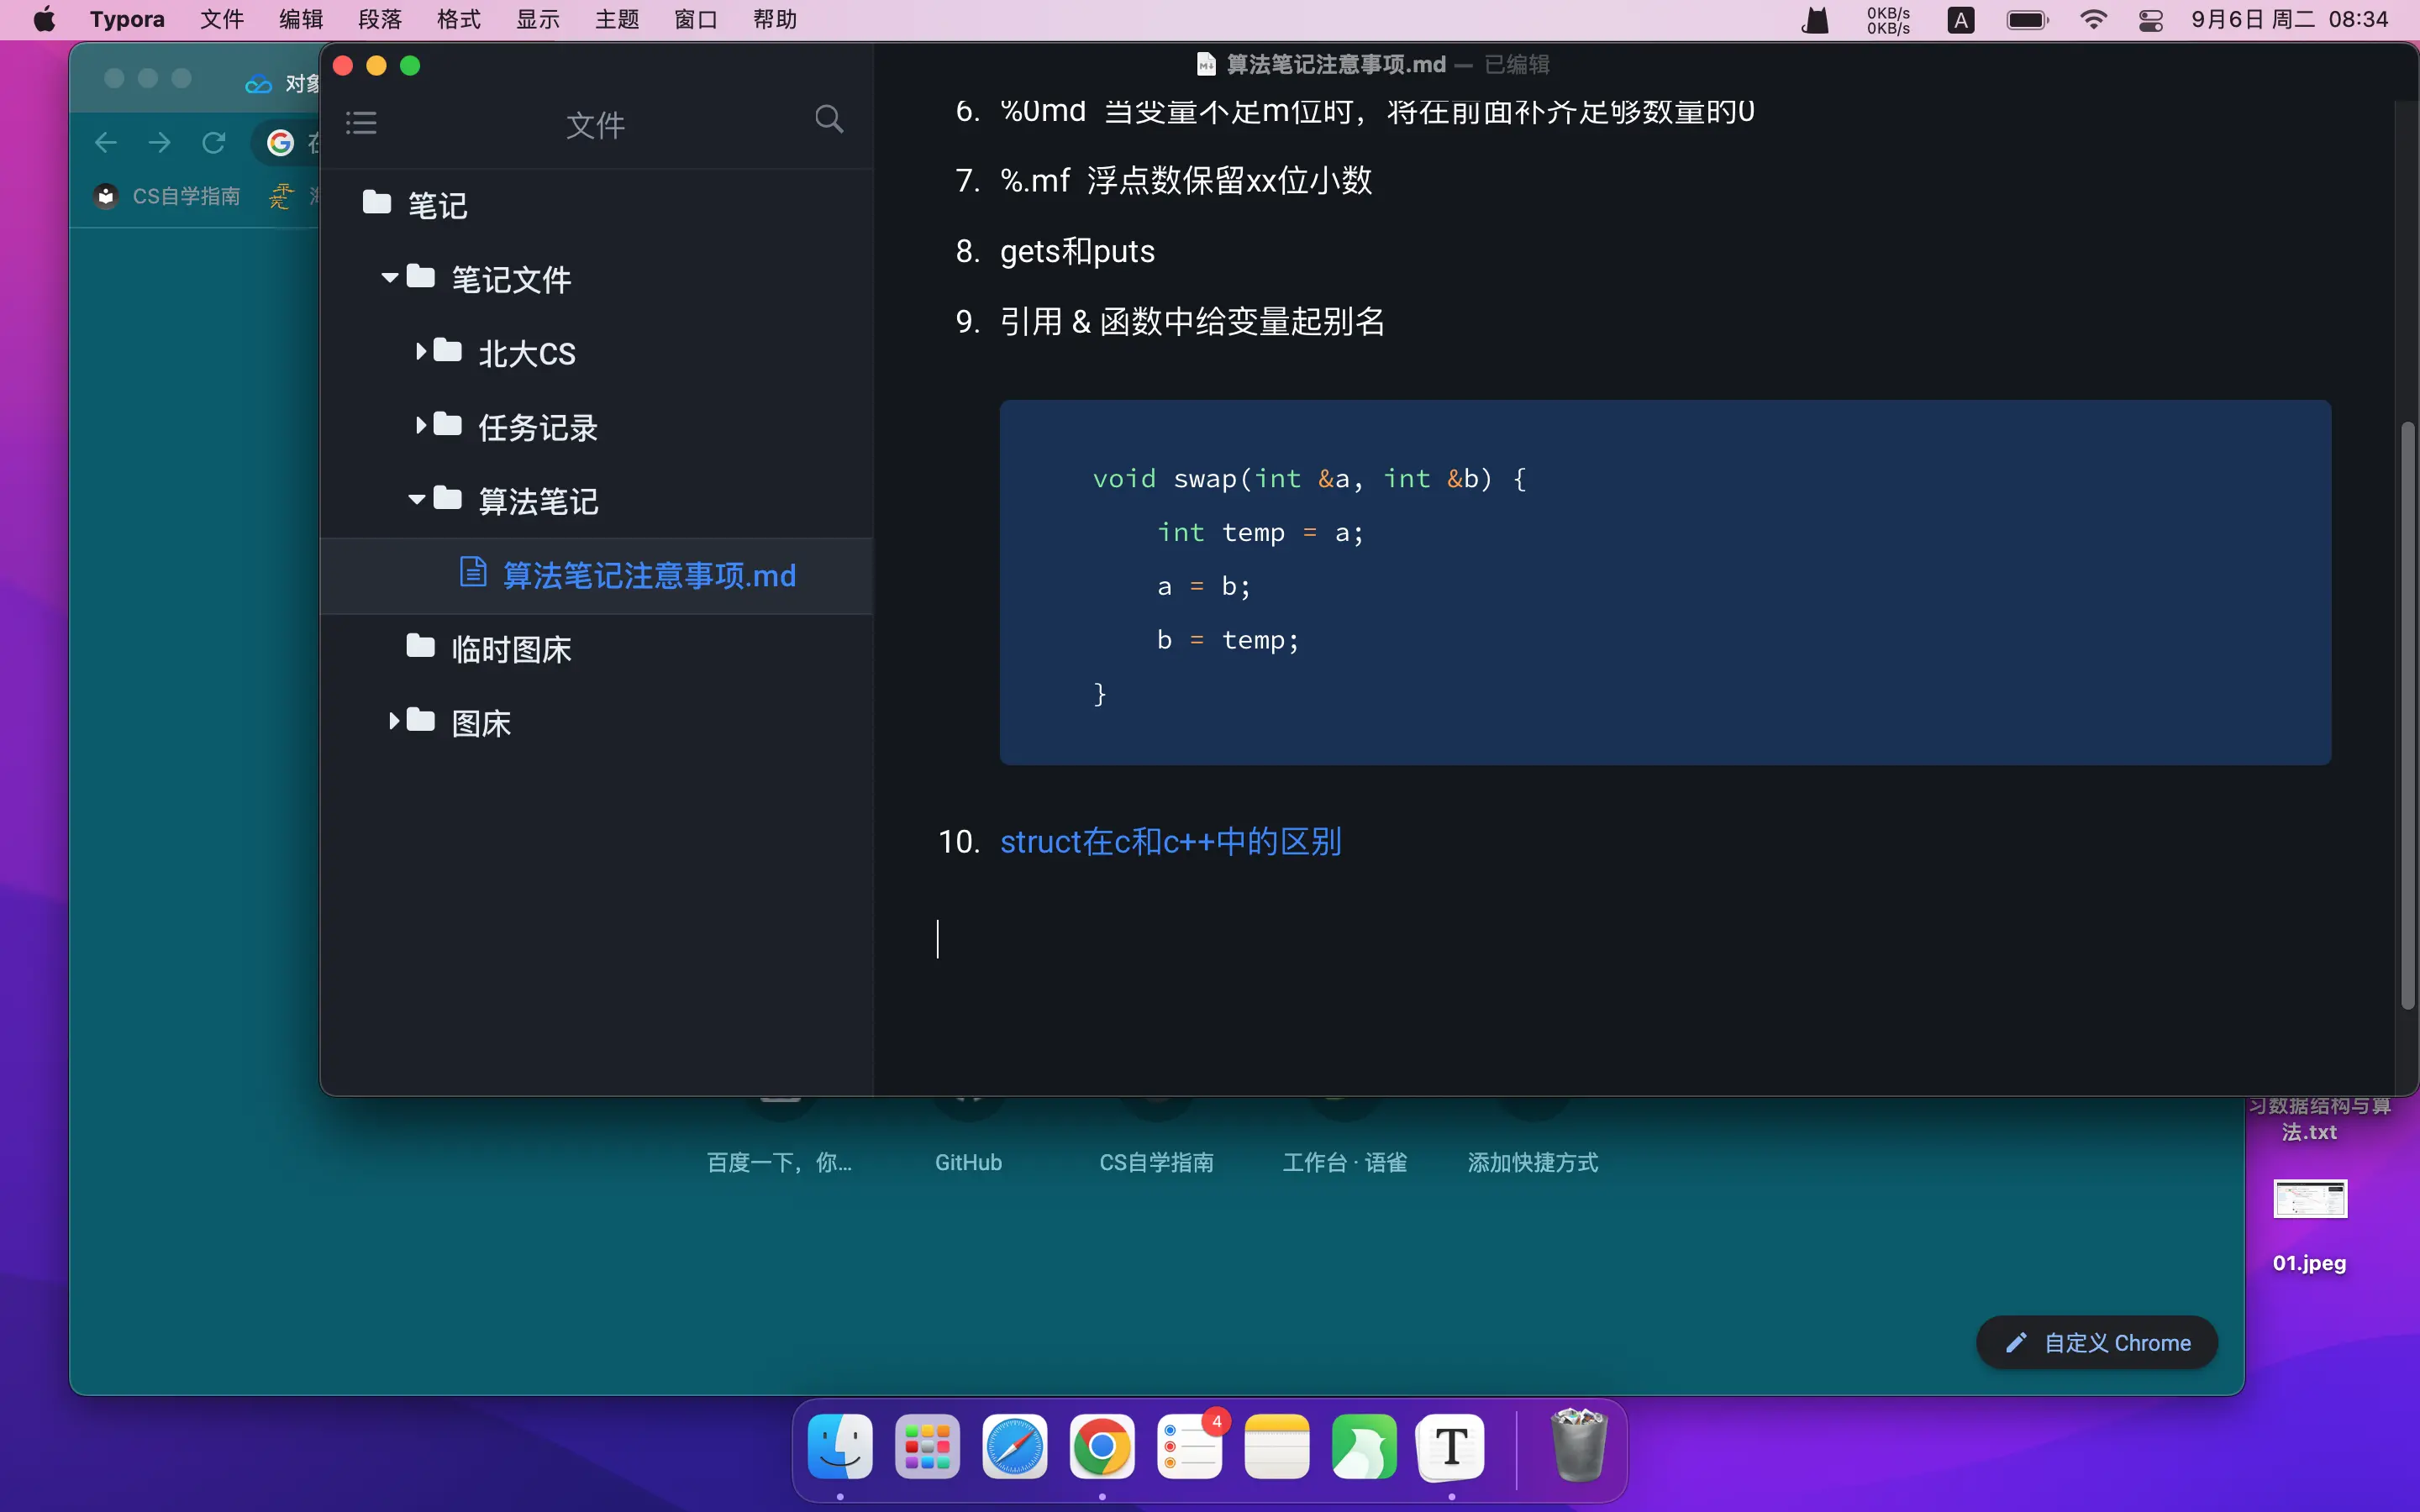 Typora 文件 编辑 段落 格式 显示 主题 窗口 帮助
0KB/s
0KB/s
A
9月6日 周二 08:34
对象
CS自学指南
文件
笔记
笔记文件
北大CS
任务记录
算法笔记
算法笔记注意事项.md
临时图床
图床
算法笔记注意事项.md — 已编辑
6. %0md 当变量不足m位时，将在前面补齐足够数量的0
7. %.mf 浮点数保留xx位小数
8. gets和puts
9. 引用 & 函数中给变量起别名
void swap(int &a, int &b) {
int temp = a;
a = b;
b = temp;
}
10. struct在c和c++中的区别
百度一下，你...
GitHub
CS自学指南
工作台 · 语雀
添加快捷方式
习数据结构与算
法.txt
01.jpeg
自定义 Chrome
4
T